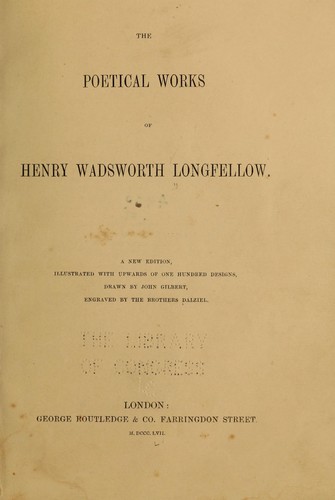 THE
POETICAL WORKS
OF
HENRY WADSWORTH LONGFELLOW.
A NEW EDITION,
ILLUSTRATED WITH UPWARDS OF ONE HUNDRED DESIGNS,
DRAWN BY JOHN GILBERT,
ENGRAVED BY THE BROTHERS DALZIEL.
THE LIBRARY
OF CONGRESS
LONDON:
GEORGE ROUTLEDGE & CO. FARRINGDON STREET.
M. DCCC. LVII.